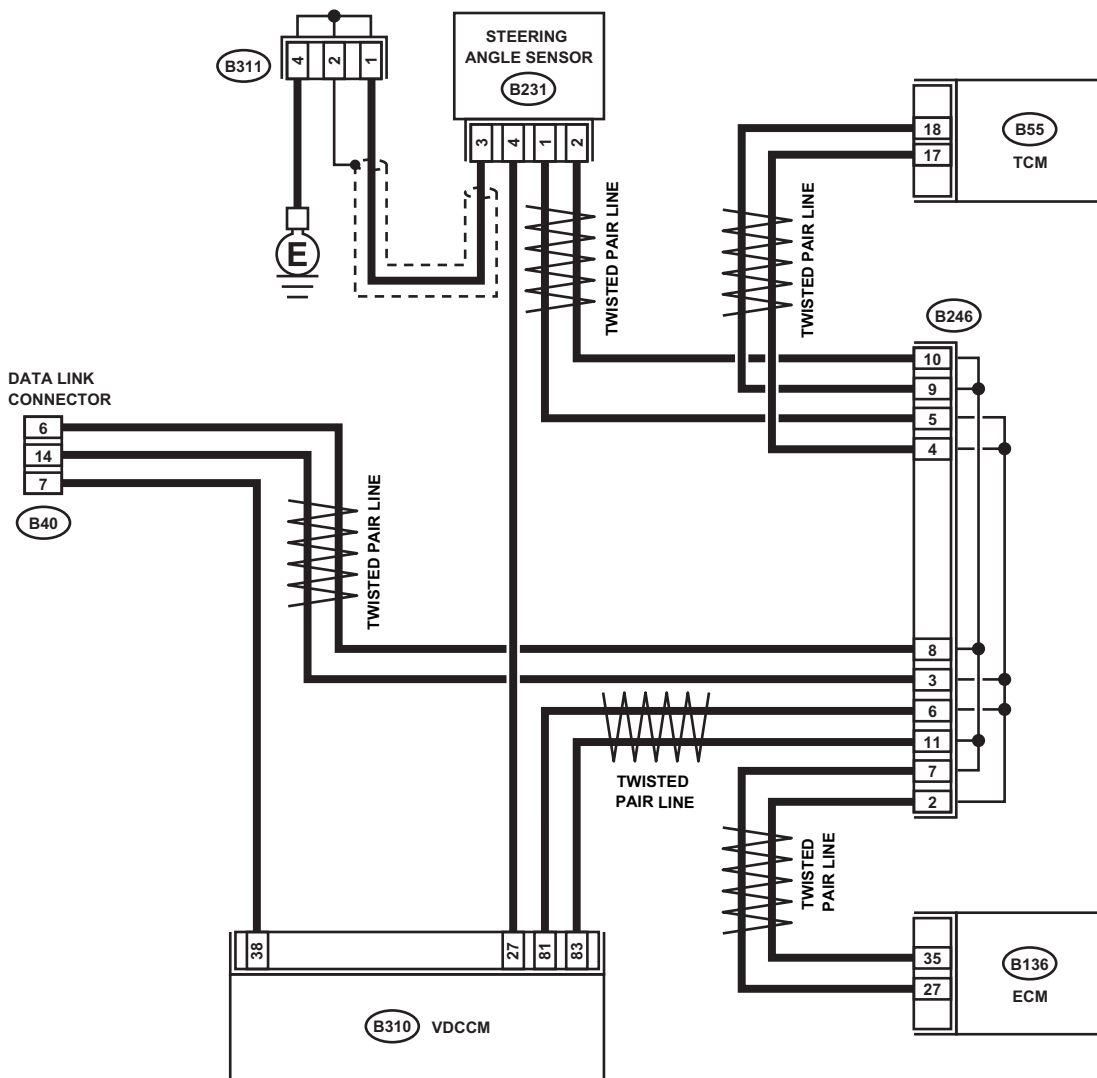 B311
4
2
1
E
STEERING
ANGLE SENSOR
B231
3
4
1
2
TWISTED PAIR LINE
TWISTED PAIR LINE
18
17
B55
TCM
B246
10
9
5
4
8
3
6
11
7
2
DATA LINK
CONNECTOR
6
14
7
B40
TWISTED PAIR LINE
TWISTED
PAIR LINE
TWISTED
PAIR LINE
38
27
81
83
B310 VDCCM
35
27
B136
ECM